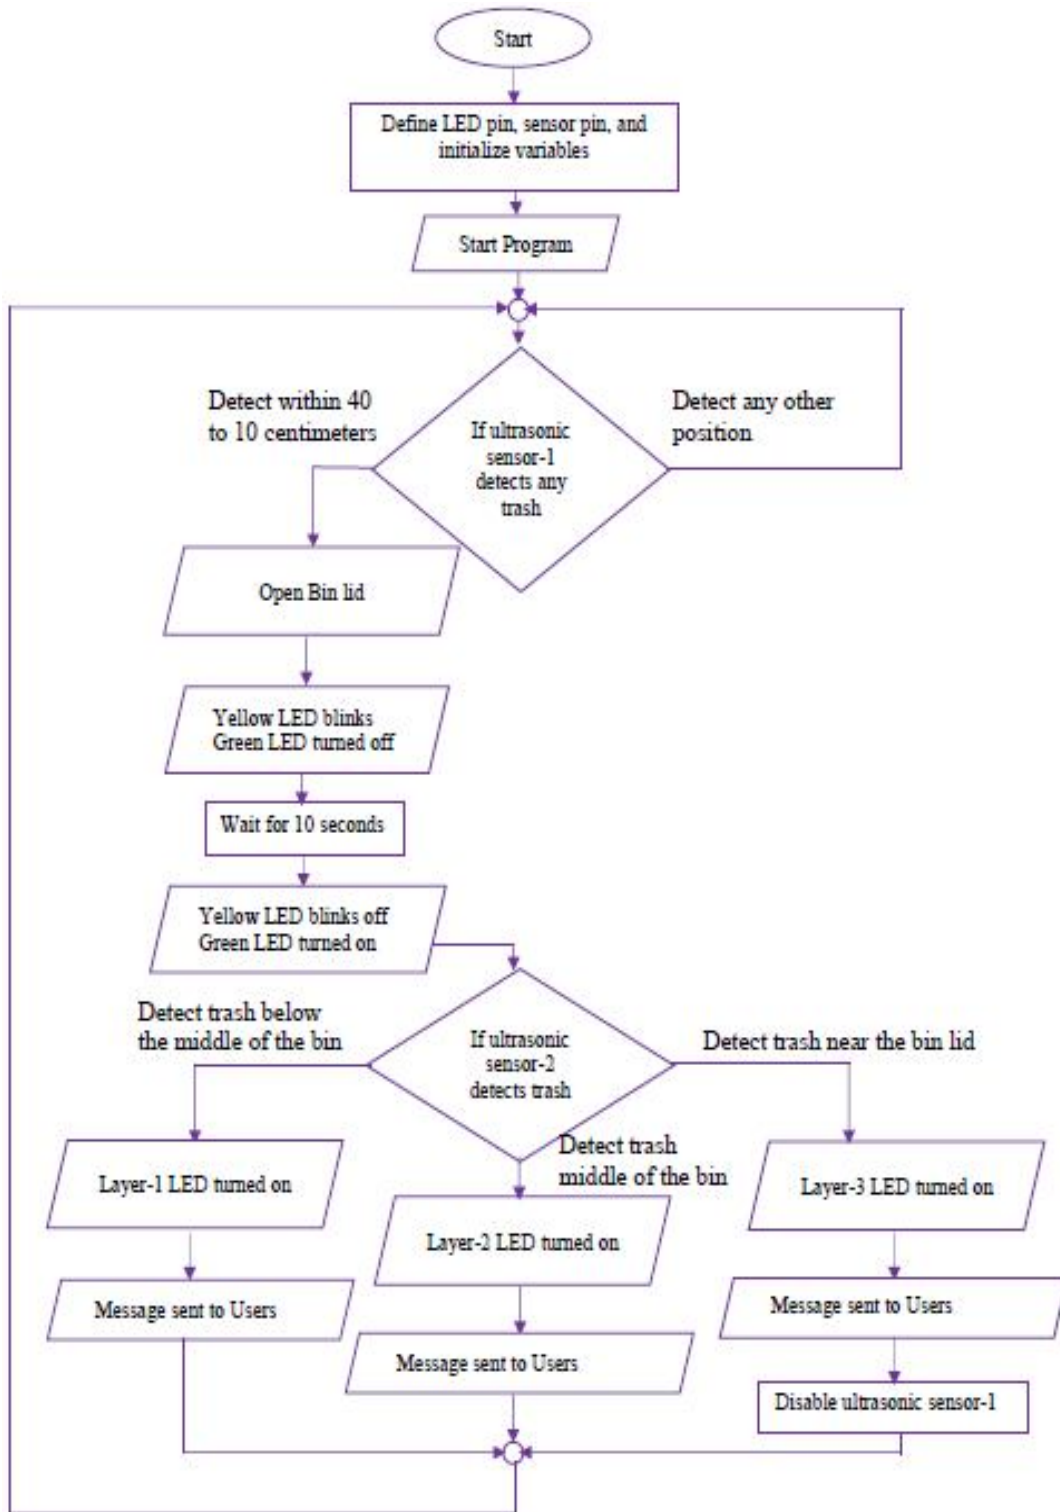 Start
Define LED pin, sensor pin, and
initialize variables
Start Program
Detect within 40
to 10 centimeters
If ultrasonic
sensor-1
detects any
trash
Detect any other
position
Open Bin lid
Yellow LED blinks
Green LED turned off
Wait for 10 seconds
Yellow LED blinks off
Green LED turned on
Detect trash below
the middle of the bin
If ultrasonic
sensor-2
detects trash
Detect trash near the bin lid
Detect trash
middle of the bin
Layer-1 LED turned on
Layer-2 LED turned on
Layer-3 LED turned on
Message sent to Users
Message sent to Users
Message sent to Users
Disable ultrasonic sensor-1